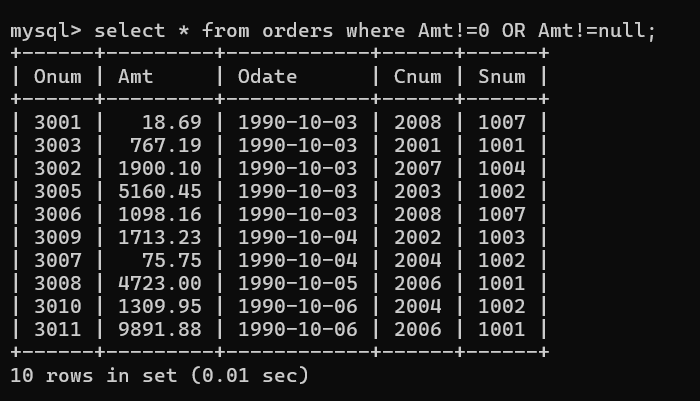 mysql> select * from orders where Amt!=0 OR Amt!=null;
+------+---------+------------+------+------+
| Onum | Amt     | Odate      | Cnum | Snum |
+------+---------+------------+------+------+
| 3001 |   18.69 | 1990-10-03 | 2008 | 1007 |
| 3003 |  767.19 | 1990-10-03 | 2001 | 1001 |
| 3002 | 1900.10 | 1990-10-03 | 2007 | 1004 |
| 3005 | 5160.45 | 1990-10-03 | 2003 | 1002 |
| 3006 | 1098.16 | 1990-10-03 | 2008 | 1007 |
| 3009 | 1713.23 | 1990-10-04 | 2002 | 1003 |
| 3007 |   75.75 | 1990-10-04 | 2004 | 1002 |
| 3008 | 4723.00 | 1990-10-05 | 2006 | 1001 |
| 3010 | 1309.95 | 1990-10-06 | 2004 | 1002 |
| 3011 | 9891.88 | 1990-10-06 | 2006 | 1001 |
+------+---------+------------+------+------+
10 rows in set (0.01 sec)